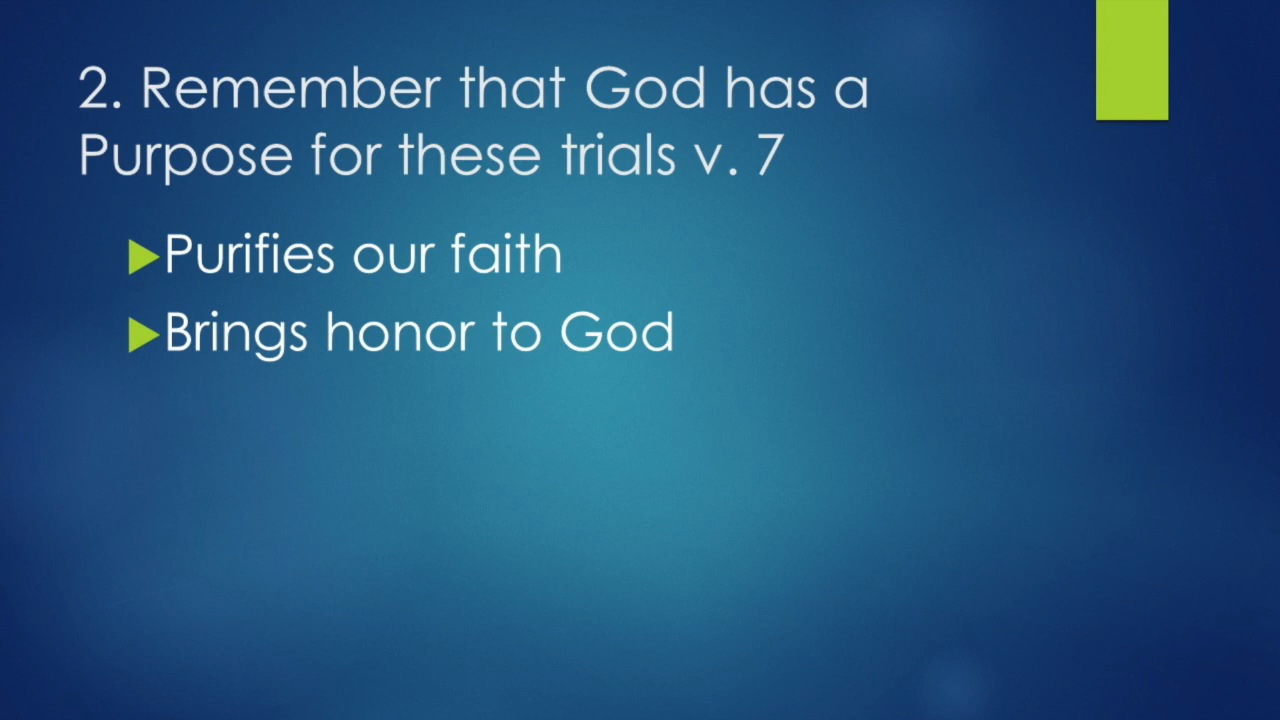 2. Remember that God has a
Purpose for these trials v. 7
Purifies our faith
Brings honor to God